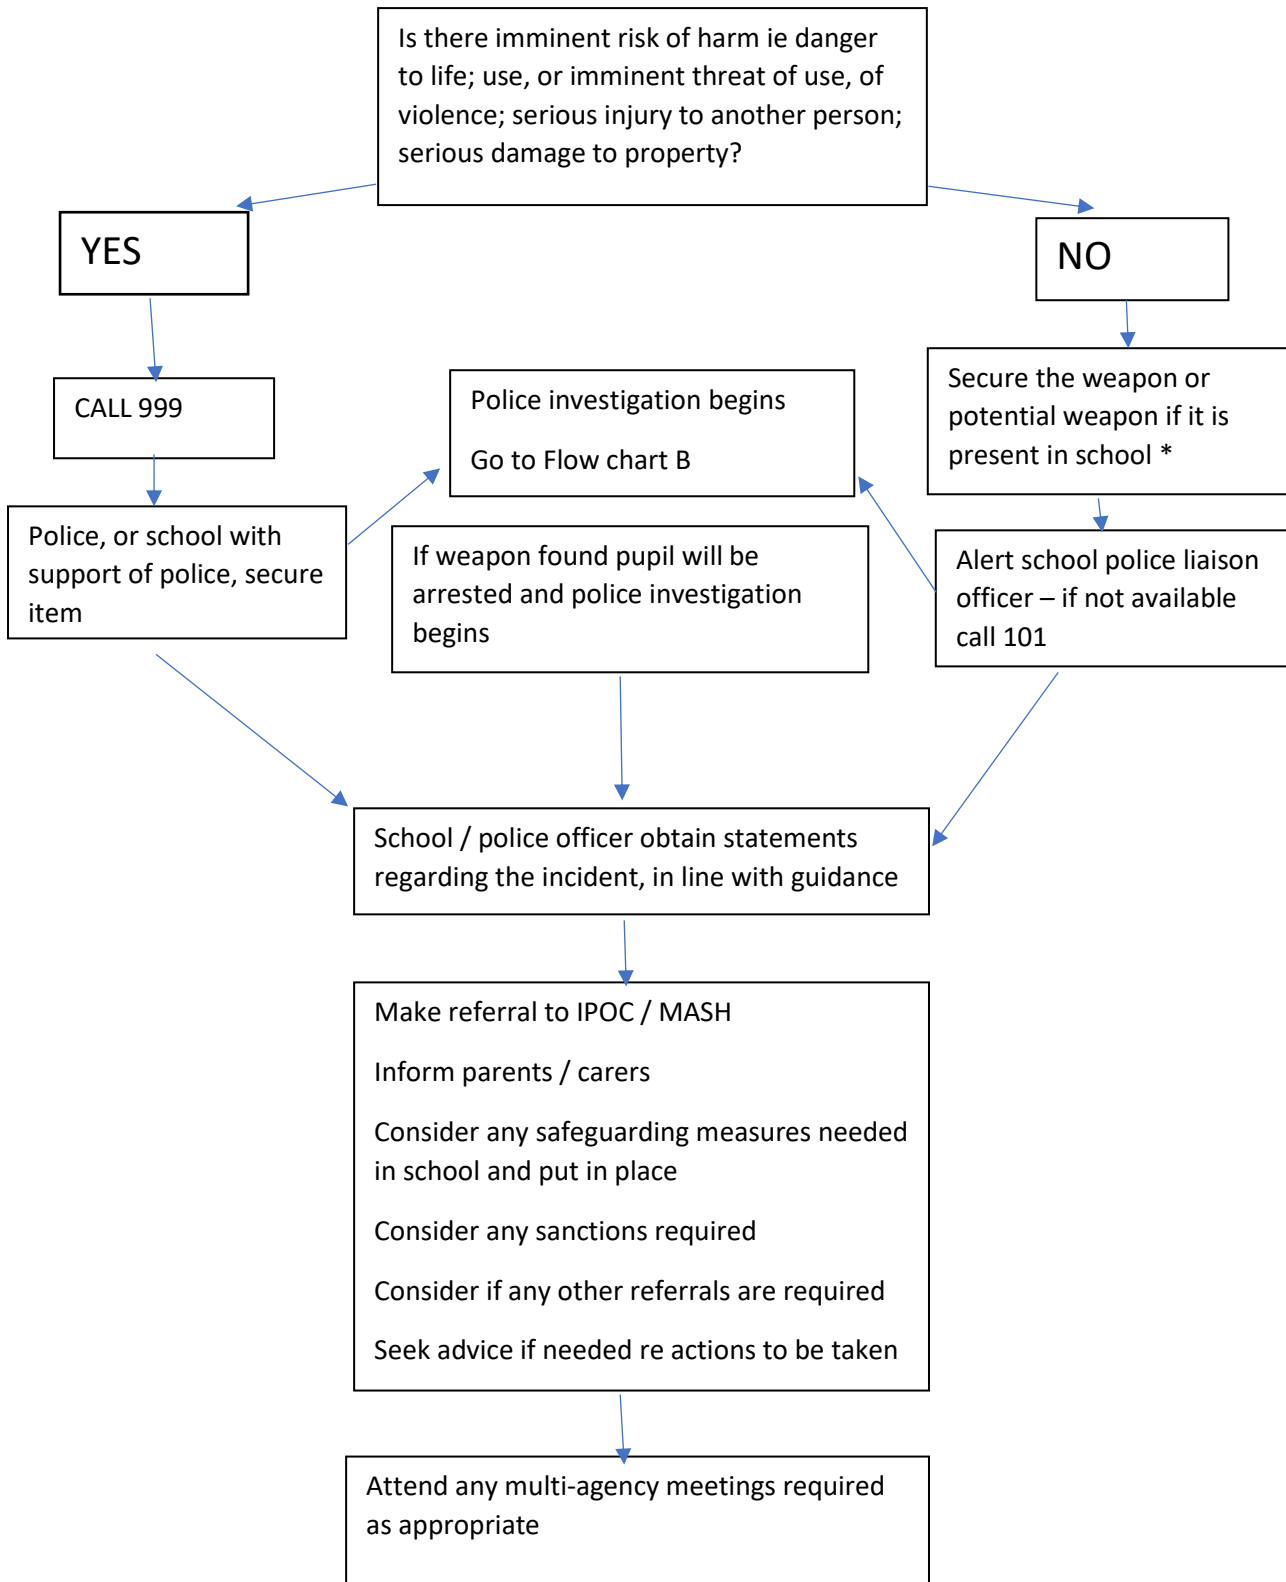 Is there imminent risk of harm ie danger
to life; use, or imminent threat of use, of
violence; serious injury to another person;
serious damage to property?
YES
NO
CALL 999
Police investigation begins
Go to Flow chart B
Secure the weapon or
potential weapon if it is
present in school *
Police, or school with
support of police, secure
item
If weapon found pupil will be
arrested and police investigation
begins
Alert school police liaison
officer – if not available
call 101
School / police officer obtain statements
regarding the incident, in line with guidance
Make referral to IPOC / MASH
Inform parents / carers
Consider any safeguarding measures needed
in school and put in place
Consider any sanctions required
Consider if any other referrals are required
Seek advice if needed re actions to be taken
Attend any multi-agency meetings required
as appropriate